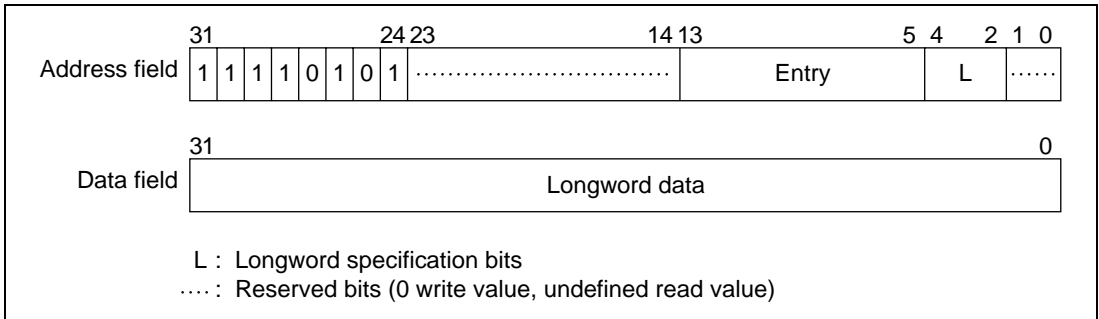 31 24 23 14 13 5 4 2 1 0
Address field 1 1 1 1 0 1 0 1 .............................. Entry L ......
31 0
Data field Longword data
L : Longword specification bits
.... : Reserved bits (0 write value, undefined read value)